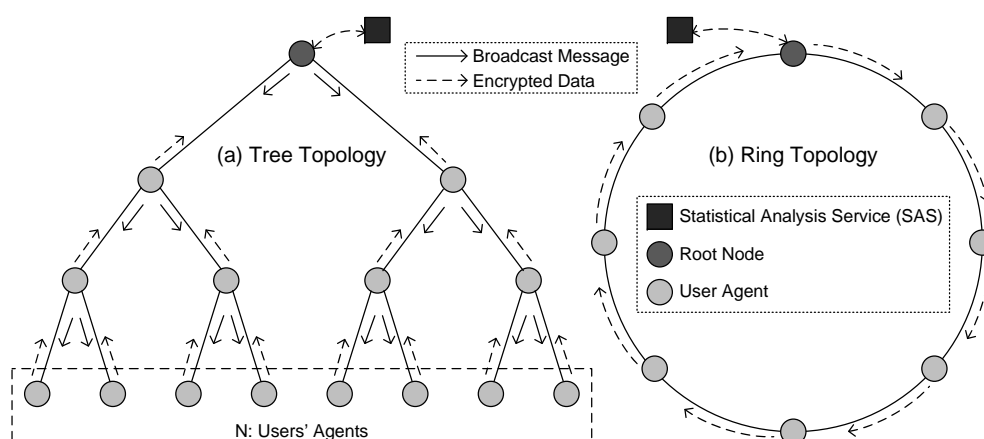 Broadcast Message
Encrypted Data
(a) Tree Topology
(b) Ring Topology
Statistical Analysis Service (SAS)
Root Node
User Agent
N: Users' Agents